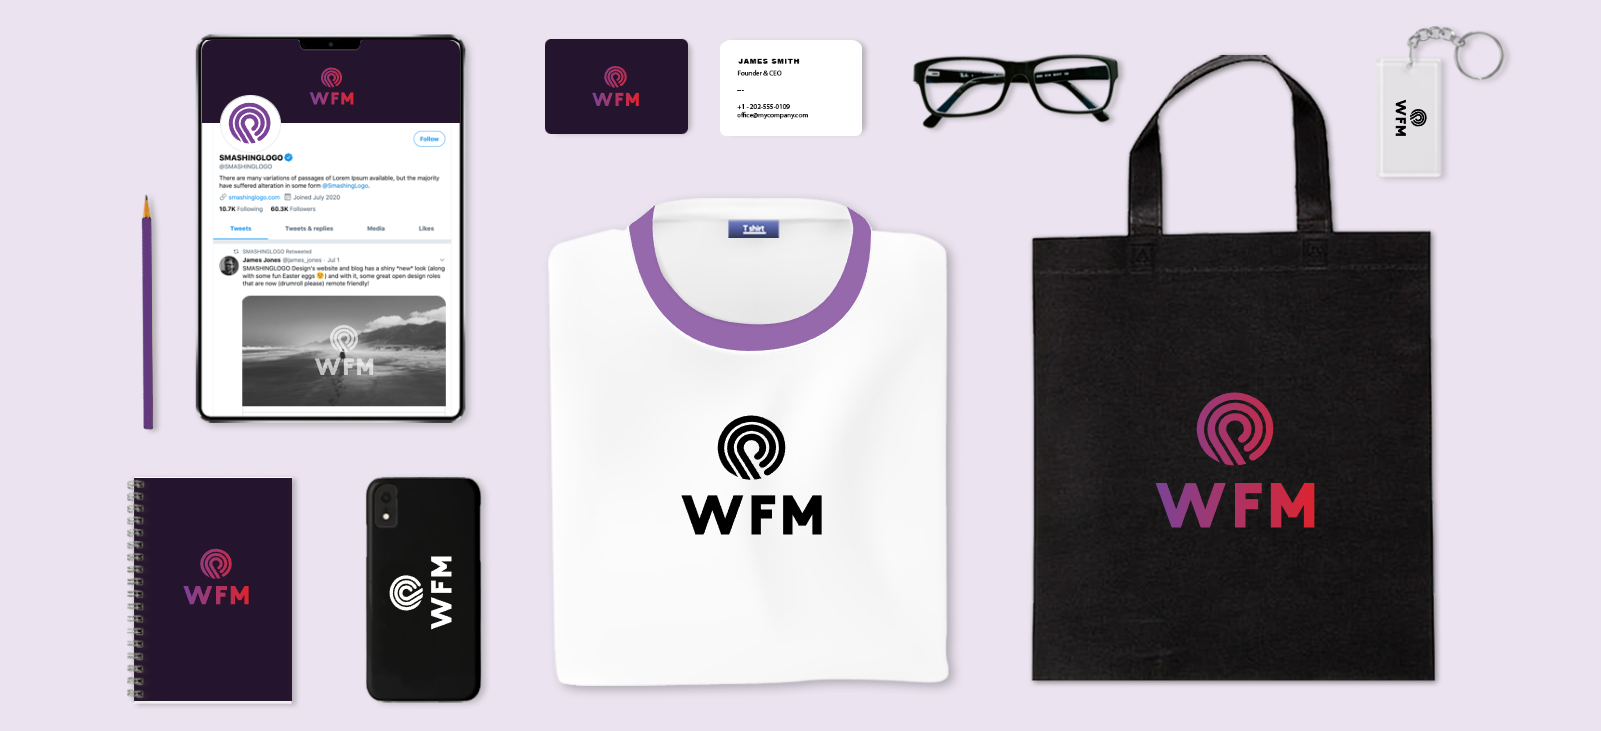 WFM
SMASHINGLOGO
@SMASHINGLOGO
Follow
There are many variations of passages of Lorem Ipsum available, but the majority
have suffered alteration in some form @SmashingLogo.
smashinglogo.com Joined July 2020
10.7K Following 60.3K Followers
Tweets Tweets & replies Media Likes
SMASHINGLOGO Retweeted
James Jones @james_jones · Jul 1
SMASHINGLOGO Design's website and blog has a shiny *new* look (along
with some fun Easter eggs) and with it, some great open design roles
that are now (drumroll please) remote friendly!
WFM
WFM
JAMES SMITH
Founder & CEO
---
+1 - 202-555-0109
office@mycompany.com
WFM
T shirt
WFM
WFM
WFM
WFM